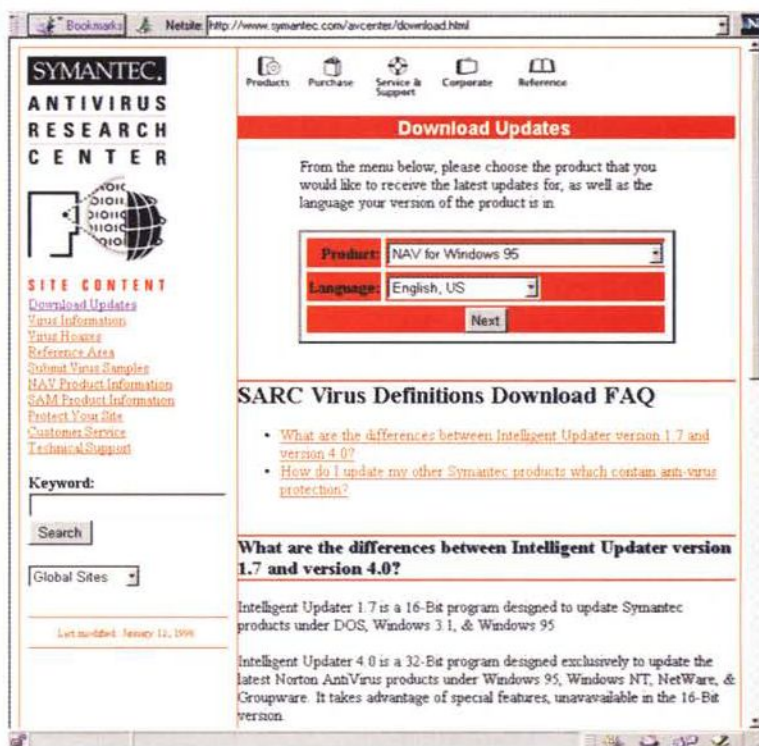 Bookmarks Netsite: http://www.symantec.com/avcenter/download.html
SYMANTEC.
ANTIVIRUS
RESEARCH
CENTER
SITE CONTENT
Download Updates
Virus Information
Virus Hoaxes
Reference Area
Submit Virus Samples
NAV Product Information
SAM Product Information
Protect Your Site
Customer Service
Technical Support
Keyword:
Search
Global Sites
Last modified: January 12, 1998
Products Purchase Service & Support Corporate Reference
Download Updates
From the menu below, please choose the product that you
would like to receive the latest updates for, as well as the
language your version of the product is in
Product: NAV for Windows 95
Language: English, US
Next
SARC Virus Definitions Download FAQ
• What are the differences between Intelligent Updater version 1.7 and
version 4.0?
• How do I update my other Symantec products which contain anti-virus
protection?
What are the differences between Intelligent Updater version
1.7 and version 4.0?
Intelligent Updater 1.7 is a 16-Bit program designed to update Symantec
products under DOS, Windows 3.1, & Windows 95
Intelligent Updater 4.0 is a 32-Bit program designed exclusively to update the
latest Norton AntiVirus products under Windows 95, Windows NT, NetWare, &
Groupware. It takes advantage of special features, unavavailable in the 16-Bit
version